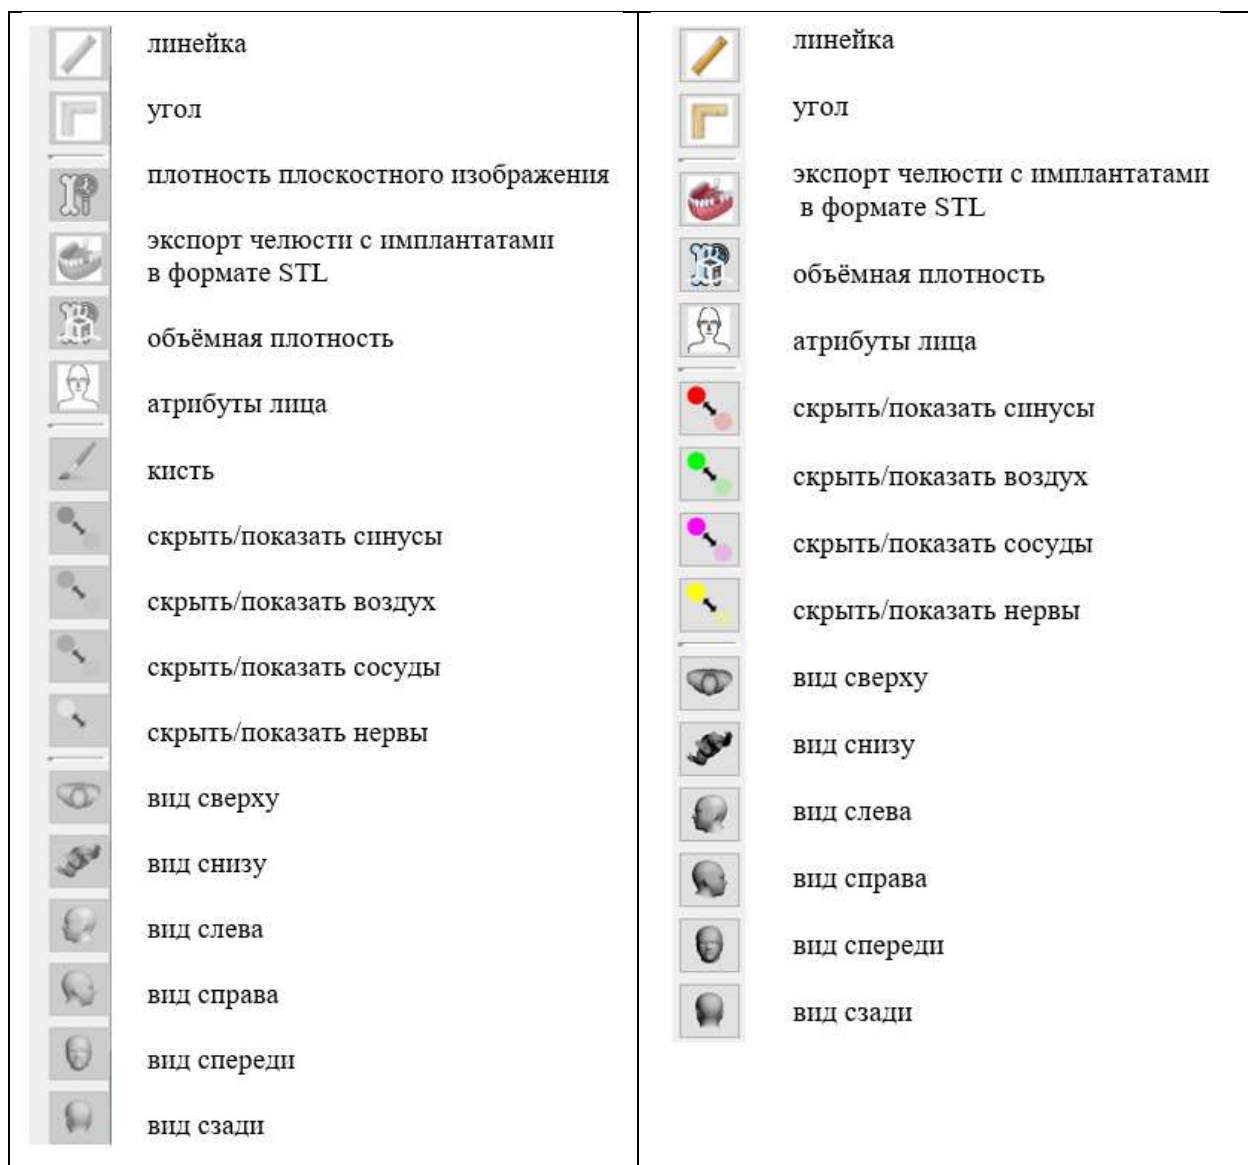 линейка
угол
плотность плоскостного изображения
экспорт челюсти с имплантатами
в формате STL
объёмная плотность
атрибуты лица
кисть
скрыть/показать синусы
скрыть/показать воздух
скрыть/показать сосуды
скрыть/показать нервы
вид сверху
вид снизу
вид слева
вид справа
вид спереди
вид сзади
линейка
угол
экспорт челюсти с имплантатами
в формате STL
объёмная плотность
атрибуты лица
скрыть/показать синусы
скрыть/показать воздух
скрыть/показать сосуды
скрыть/показать нервы
вид сверху
вид снизу
вид слева
вид справа
вид спереди
вид сзади